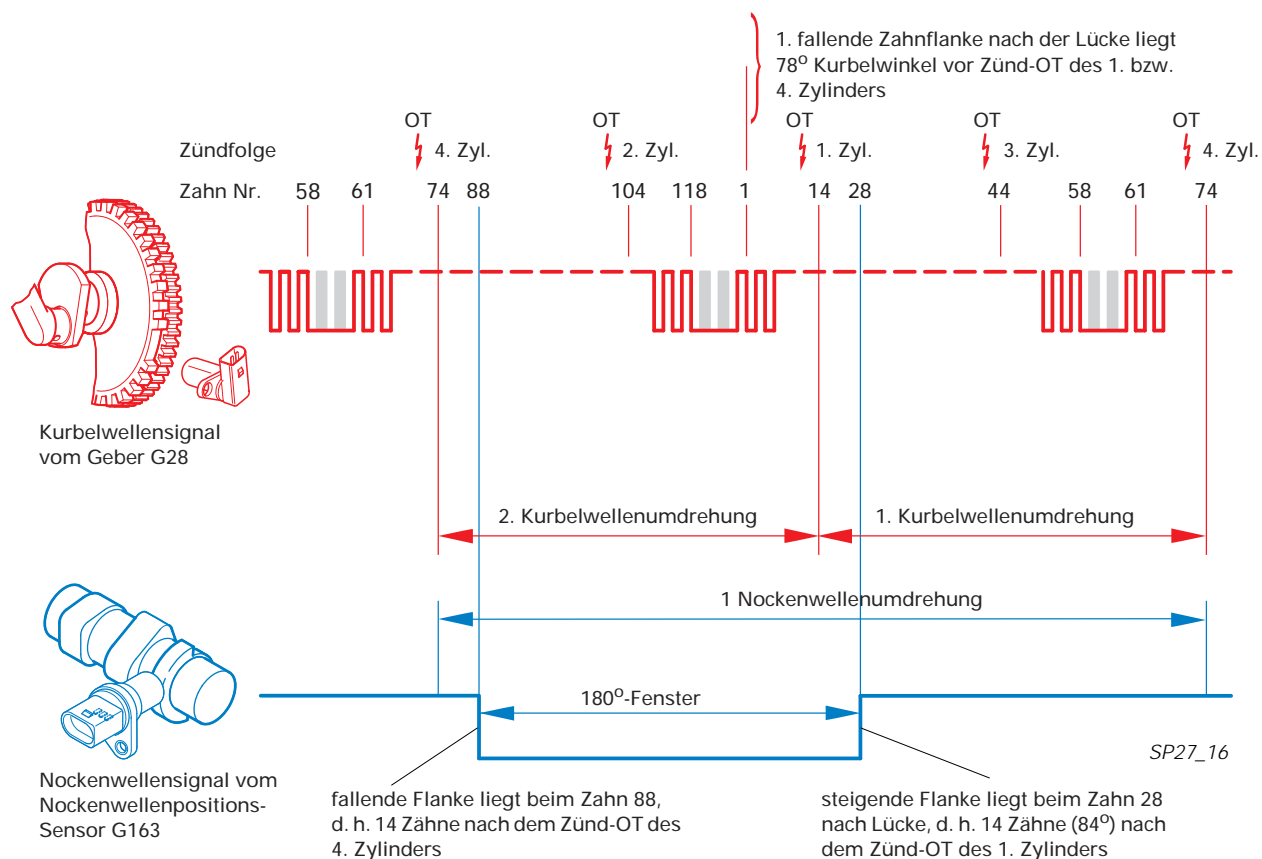 1. fallende Zahnflanke nach der Lücke liegt
78° Kurbelwinkel vor Zünd-OT des 1. bzw.
4. Zylinders
OT OT OT OT OT
Zündfolge 4. Zyl. 2. Zyl. 1. Zyl. 3. Zyl. 4. Zyl.
Zahn Nr. 58 61 74 88 104 118 1 14 28 44 58 61 74
Kurbelwellensignal
vom Geber G28
2. Kurbelwellenumdrehung 1. Kurbelwellenumdrehung
1 Nockenwellenumdrehung
180°-Fenster
SP27_16
Nockenwellensignal vom
Nockenwellenpositions-
Sensor G163
fallende Flanke liegt beim Zahn 88,
d. h. 14 Zähne nach dem Zünd-OT des
4. Zylinders
steigende Flanke liegt beim Zahn 28
nach Lücke, d. h. 14 Zähne (84°) nach
dem Zünd-OT des 1. Zylinders